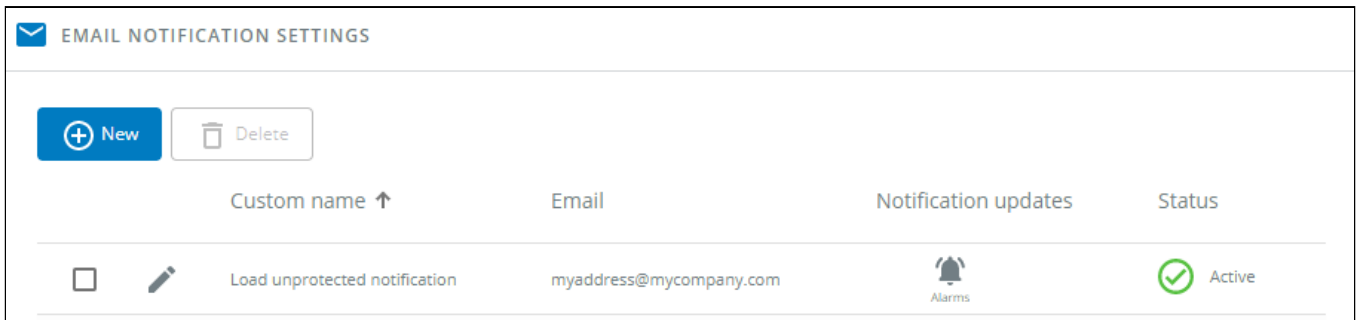 EMAIL NOTIFICATION SETTINGS
New Delete
Custom name Email Notification updates Status
Load unprotected notification myaddress@mycompany.com Alarms Active